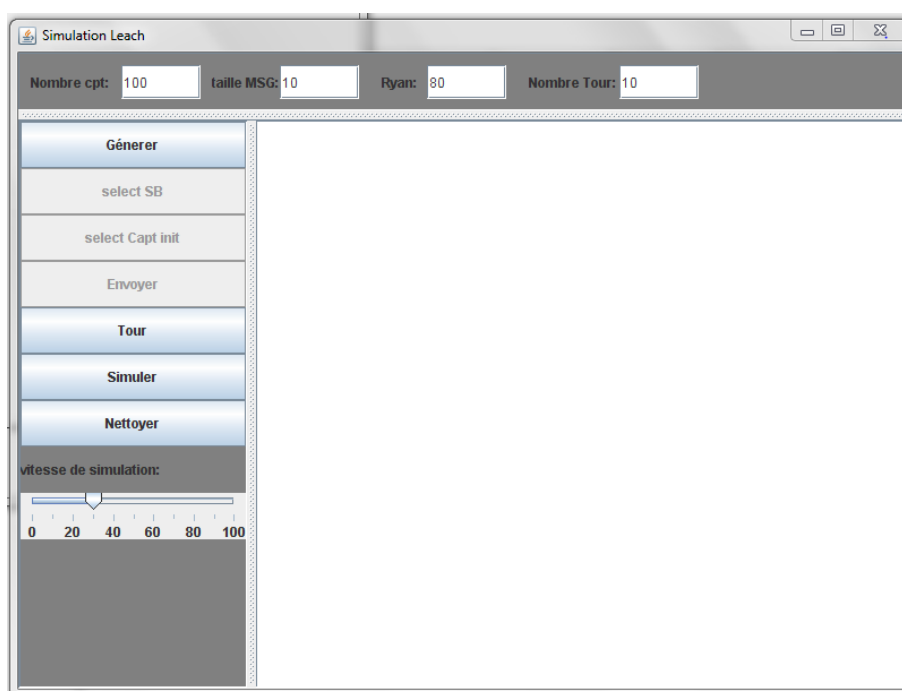 Simulation Leach
Nombre cpt: 100 taille MSG: 10 Ryan: 80 Nombre Tour: 10
Génerer
select SB
select Capt init
Envoyer
Tour
Simuler
Nettoyer
vitesse de simulation:
0 20 40 60 80 100